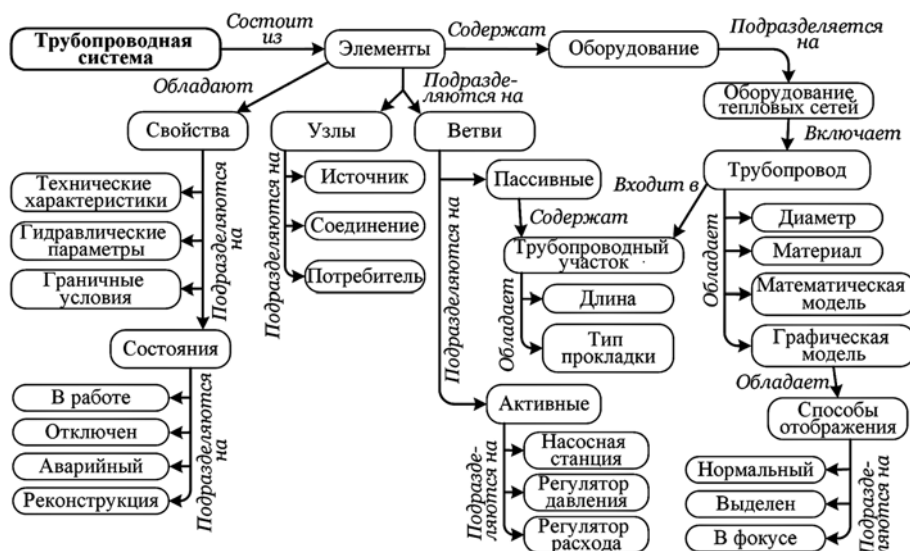 Трубопроводная
система
Состоит
из
Элементы
Содержат
Оборудование
Подразделяется
на
Оборудование
тепловых сетей
Включает
Обладают
Подразде-
ляются на
Свойства
Узлы
Ветви
Трубопровод
Подразделяются
на
Технические
характеристики
Гидравлические
параметры
Граничные
условия
Подразделяются на
Источник
Соединение
Потребитель
Подразделяются на
Пассивные
Содержат
Входит в
Трубопроводный
участок
Обладает
Длина
Тип
прокладки
Обладает
Диаметр
Материал
Математическая
модель
Графическая
модель
Обладает
Состояния
Подразделяются
на
В работе
Отключен
Аварийный
Реконструкция
Активные
Подразде-
ляются на
Насосная
станция
Регулятор
давления
Регулятор
расхода
Способы
отображения
Подразде-
ляются на
Нормальный
Выделен
В фокусе